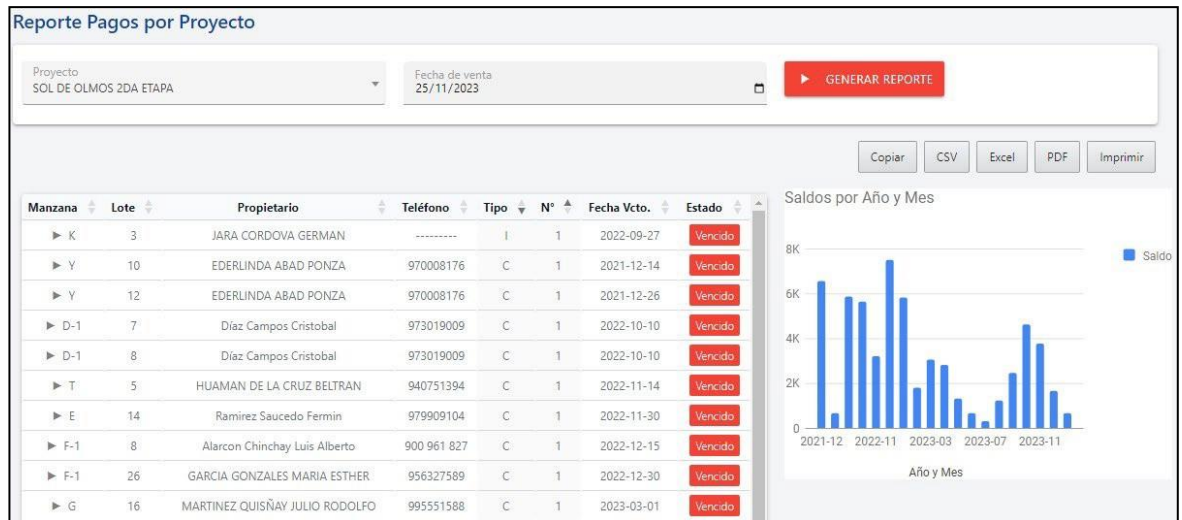 Reporte Pagos por Proyecto
Proyecto
SOL DE OLMOS 2DA ETAPA
Fecha de venta
25/11/2023
GENERAR REPORTE
Copiar CSV Excel PDF Imprimir
Manzana Lote Propietario Teléfono Tipo N° Fecha Vcto. Estado
K 3 JARA CORDOVA GERMAN --------- I 1 2022-09-27 Vencido
Y 10 EDERLINDA ABAD PONZA 970008176 C 1 2021-12-14 Vencido
Y 12 EDERLINDA ABAD PONZA 970008176 C 1 2021-12-26 Vencido
D-1 7 Díaz Campos Cristobal 973019009 C 1 2022-10-10 Vencido
D-1 8 Díaz Campos Cristobal 973019009 C 1 2022-10-10 Vencido
T 5 HUAMAN DE LA CRUZ BELTRAN 940751394 C 1 2022-11-14 Vencido
E 14 Ramirez Saucedo Fermin 979909104 C 1 2022-11-30 Vencido
F-1 8 Alarcon Chinchay Luis Alberto 900 961 827 C 1 2022-12-15 Vencido
F-1 26 GARCIA GONZALES MARIA ESTHER 956327589 C 1 2022-12-30 Vencido
G 16 MARTINEZ QUISÑAY JULIO RODOLFO 995551588 C 1 2023-03-01 Vencido
Saldos por Año y Mes
8K
6K
4K
2K
0
2021-12 2022-11 2023-03 2023-07 2023-11
Año y Mes
Saldo